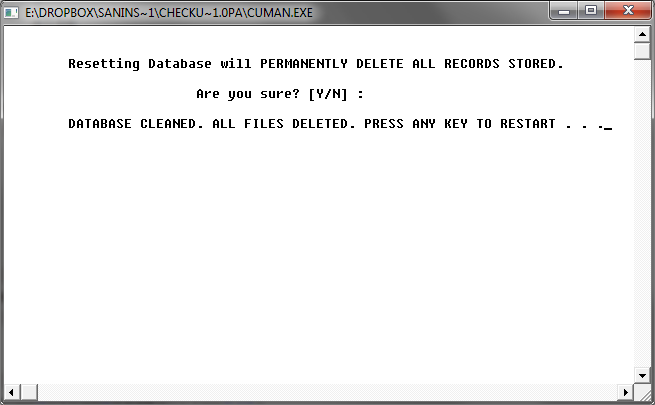 E:\DROPBOX\SANINS~1\CHECKU~1.0PA\CUMAN.EXE
Resetting Database will PERMANENTLY DELETE ALL RECORDS STORED.
Are you sure? [Y/N] :
DATABASE CLEANED. ALL FILES DELETED. PRESS ANY KEY TO RESTART . . ._